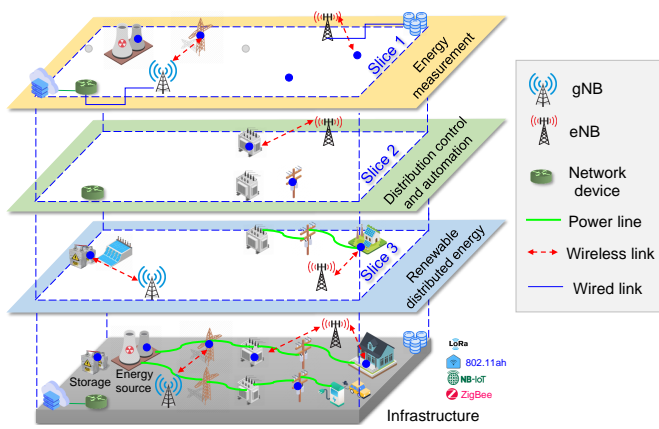 Slice 1
Energy
measurement
Slice 2
Distribution control
and automation
Slice 3
Renewable
distributed energy
Storage
Energy
source
Infrastructure
LoRa
802.11ah
NB-IoT
ZigBee
gNB
eNB
Network
device
Power line
Wireless link
Wired link